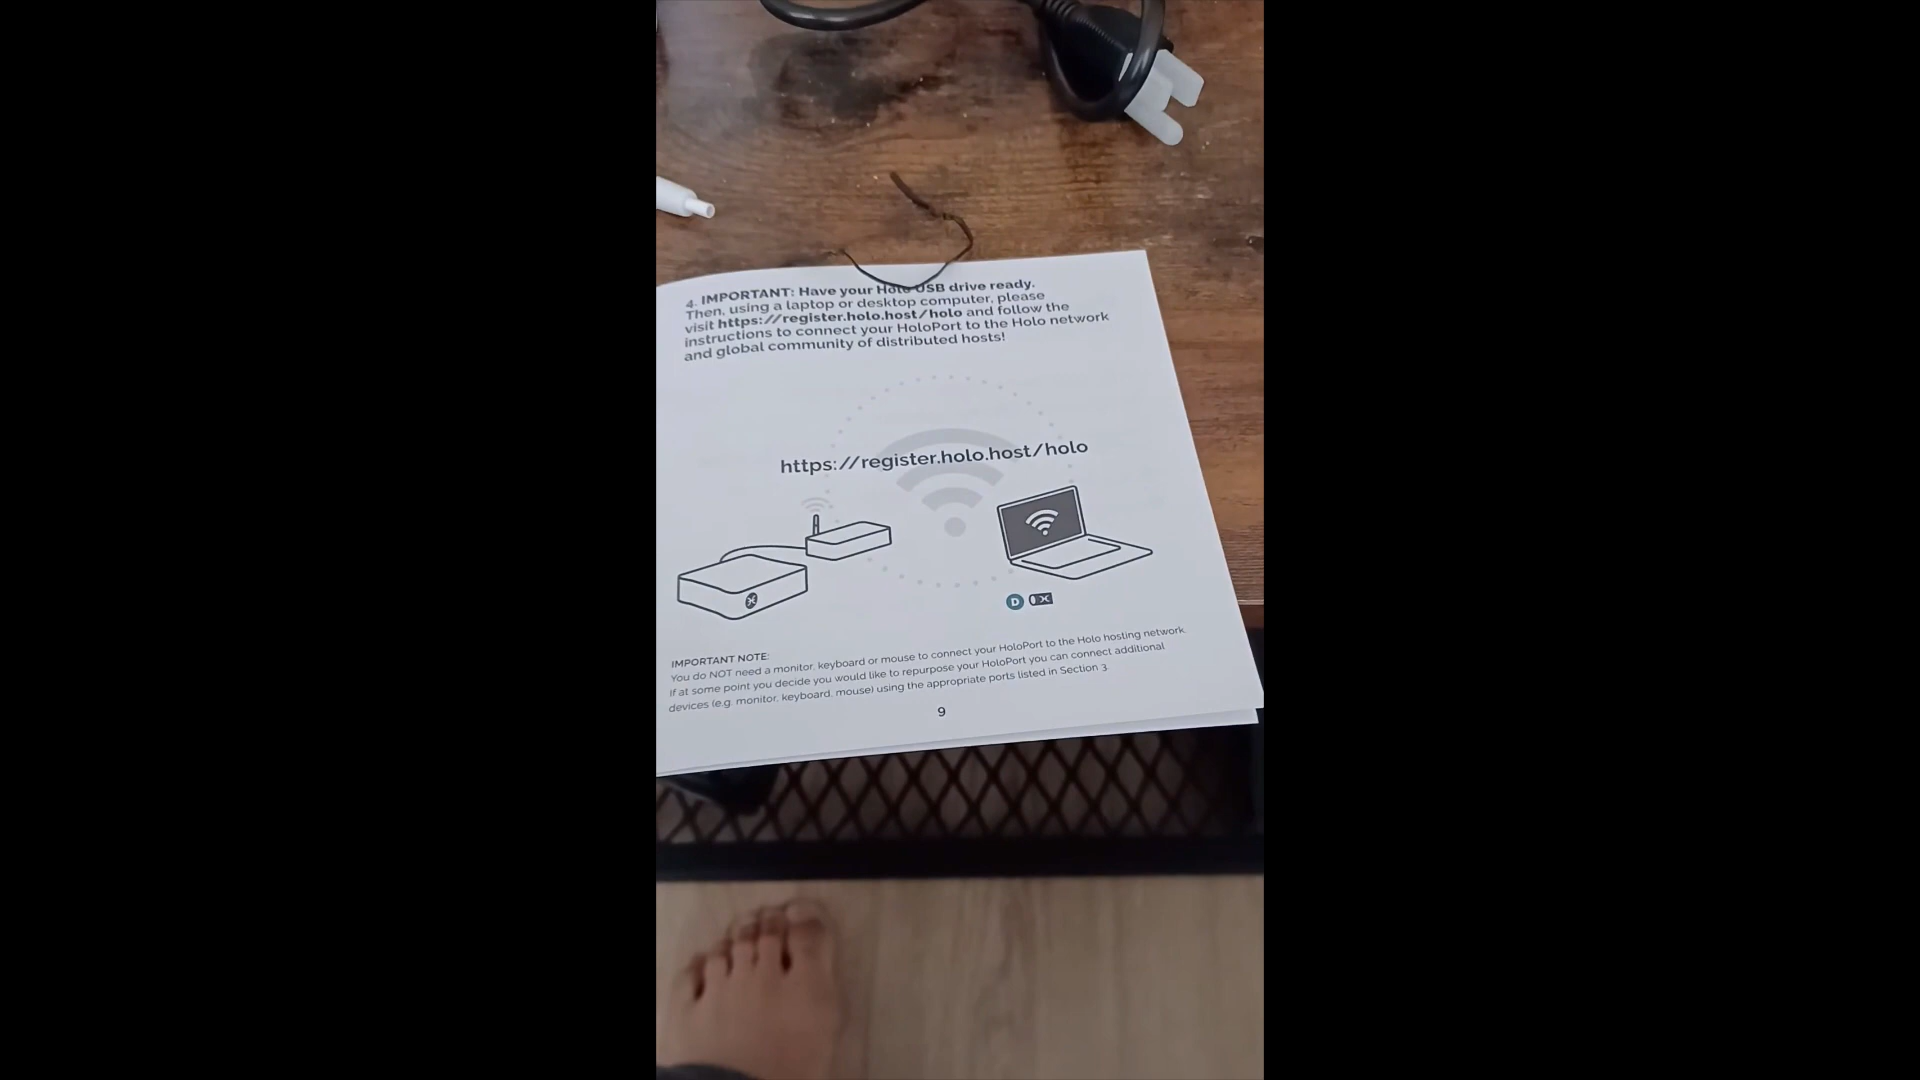 4. IMPORTANT: Have your Holo USB drive ready.
Then, using a laptop or desktop computer, please
visit https://register.holo.host/holo and follow the
instructions to connect your HoloPort to the Holo network
and global community of distributed hosts!
https://register.holo.host/holo
D
IMPORTANT NOTE:
You do NOT need a monitor, keyboard or mouse to connect your HoloPort to the Holo hosting network.
If at some point you decide you would like to repurpose your HoloPort you can connect additional
devices (e.g. monitor, keyboard, mouse) using the appropriate ports listed in Section 3.
9